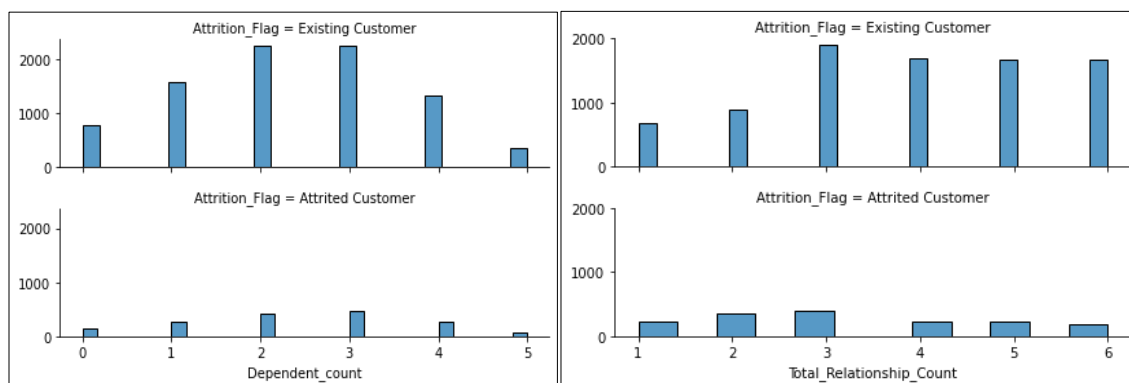 Attrition_Flag = Existing Customer
2000
1000
0
Attrition_Flag = Attrited Customer
2000
1000
0
0 1 2 3 4 5
Dependent_count
Attrition_Flag = Existing Customer
2000
1000
0
Attrition_Flag = Attrited Customer
2000
1000
0
1 2 3 4 5 6
Total_Relationship_Count